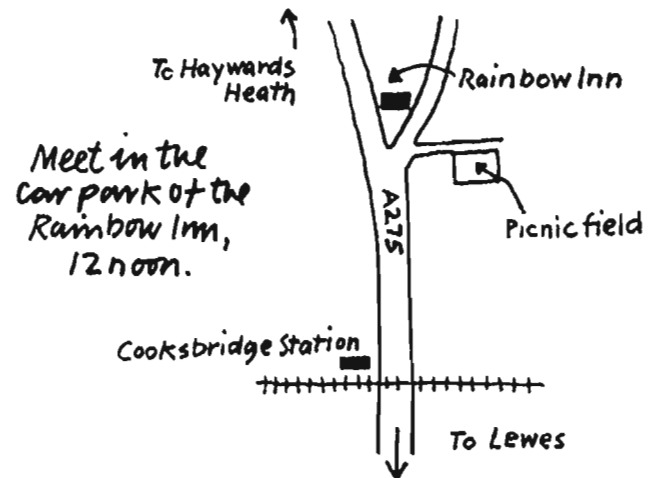 To Haywards
Heath
Rainbow Inn
Meet in the
car park of the
Rainbow Inn,
12 noon.
Picnic field
A275
Cooksbridge Station
To Lewes